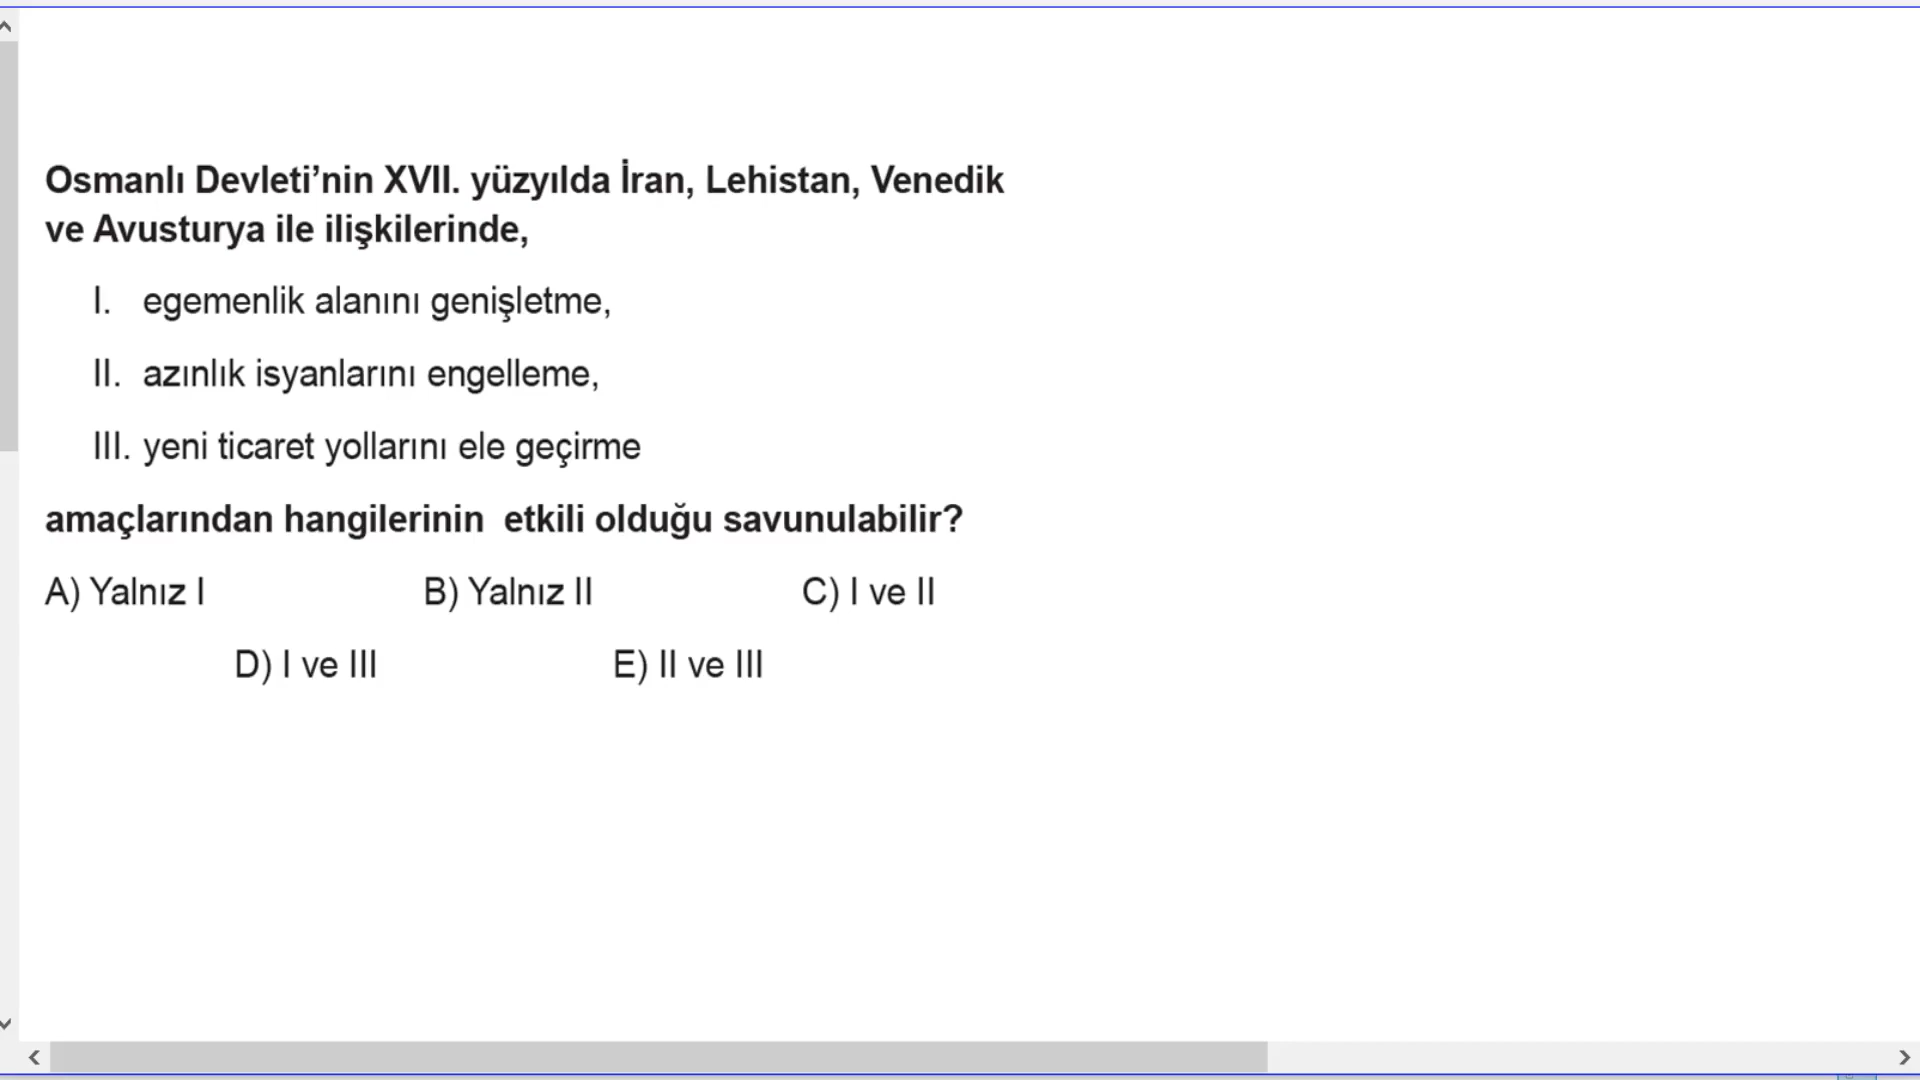 Osmanlı Devleti’nin XVII. yüzyılda İran, Lehistan, Venedik
ve Avusturya ile ilişkilerinde,
I. egemenlik alanını genişletme,
II. azınlık isyanlarını engelleme,
III. yeni ticaret yollarını ele geçirme
amaçlarından hangilerinin etkili olduğu savunulabilir?
A) Yalnız I B) Yalnız II C) I ve II
D) I ve III E) II ve III